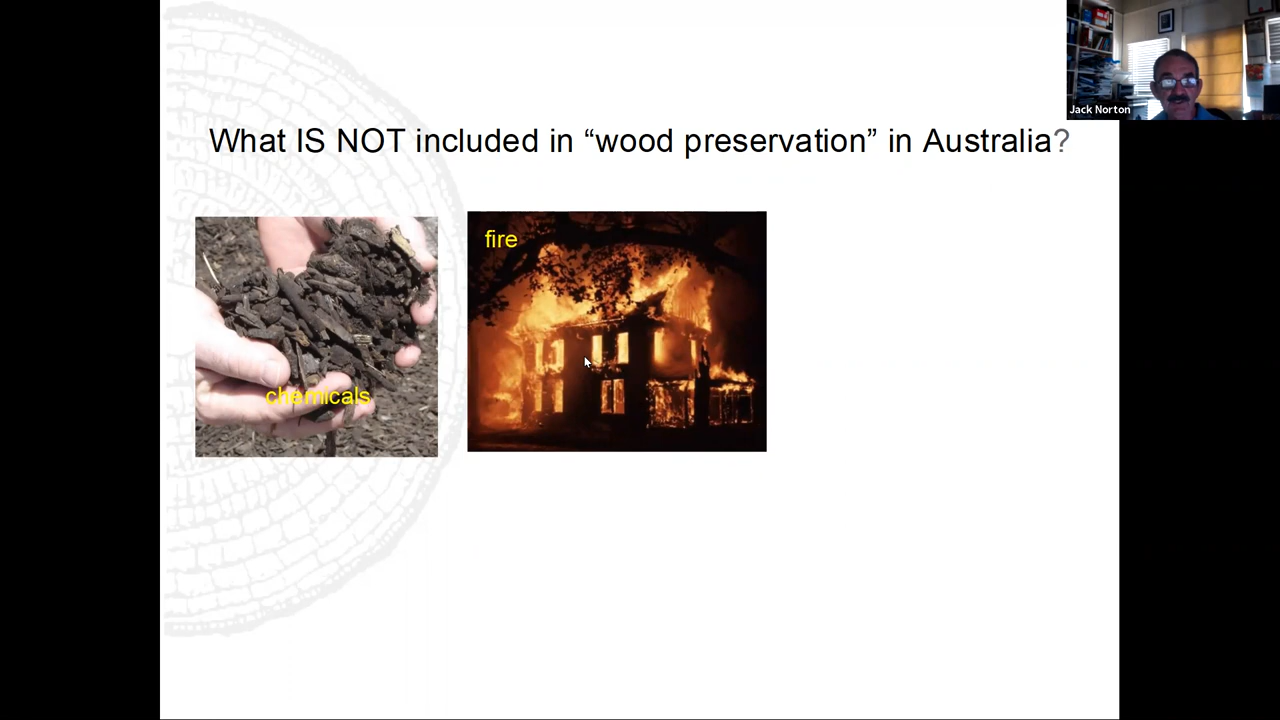 Jack Norton
What IS NOT included in “wood preservation” in Australia?
fire
chemicals